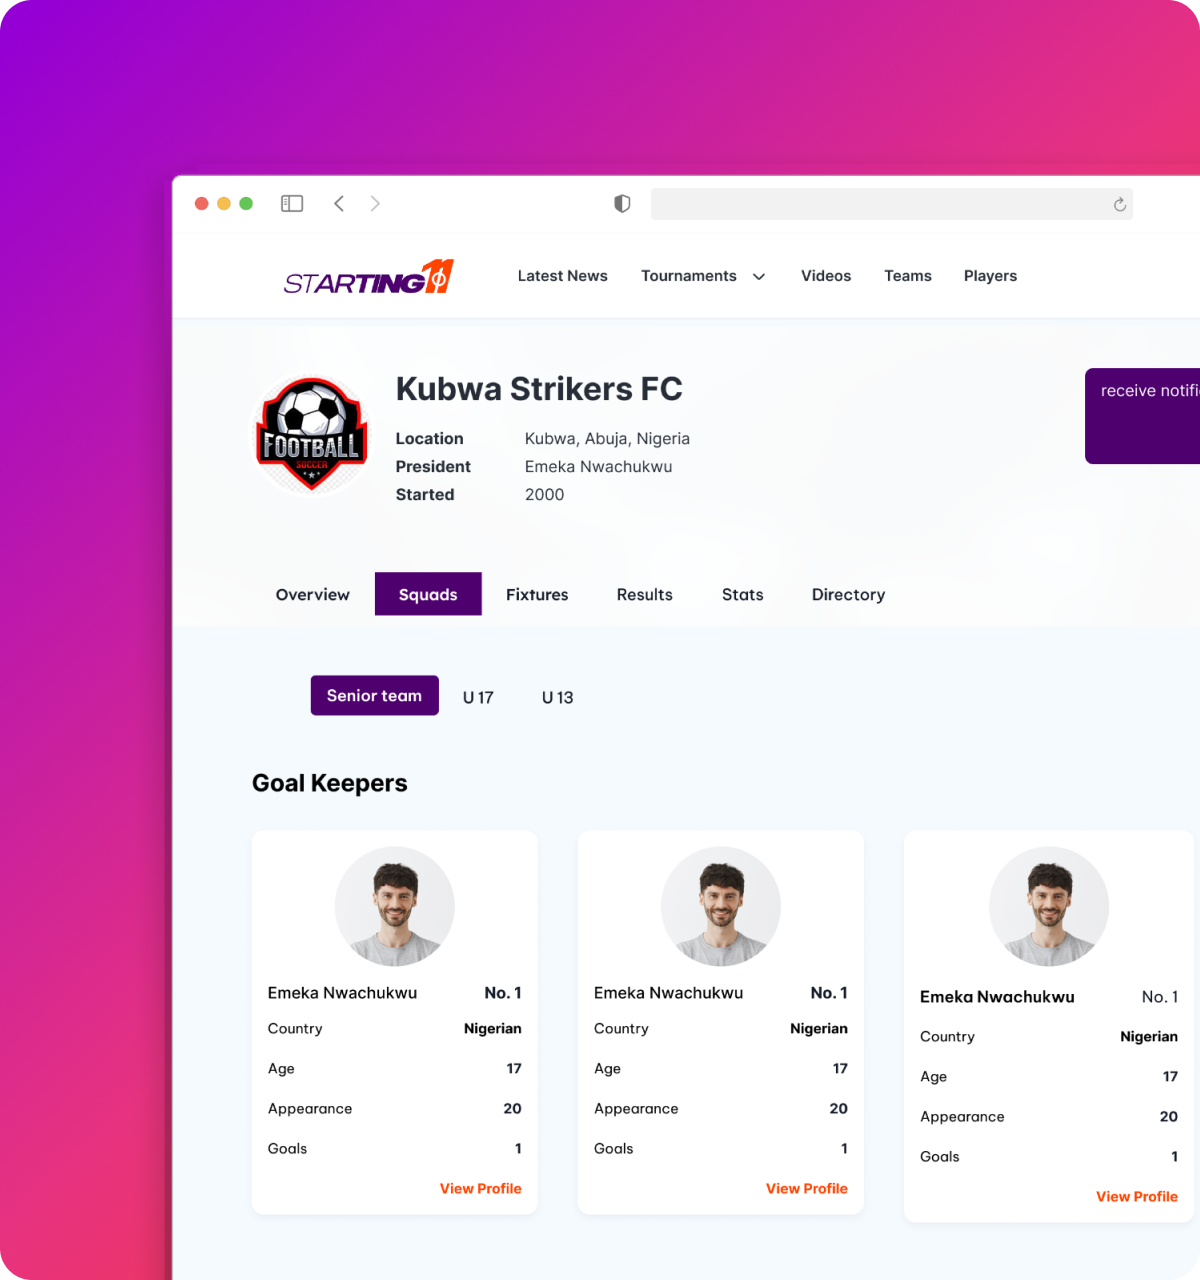 STARTING11
Latest News
Tournaments
Videos
Teams
Players
FOOTBALL
SOCCER
Kubwa Strikers FC
Location Kubwa, Abuja, Nigeria
President Emeka Nwachukwu
Started 2000
receive notifi
Overview
Squads
Fixtures
Results
Stats
Directory
Senior team
U 17
U 13
Goal Keepers
Emeka Nwachukwu No. 1
Country Nigerian
Age 17
Appearance 20
Goals 1
View Profile
Emeka Nwachukwu No. 1
Country Nigerian
Age 17
Appearance 20
Goals 1
View Profile
Emeka Nwachukwu No. 1
Country Nigerian
Age 17
Appearance 20
Goals 1
View Profile